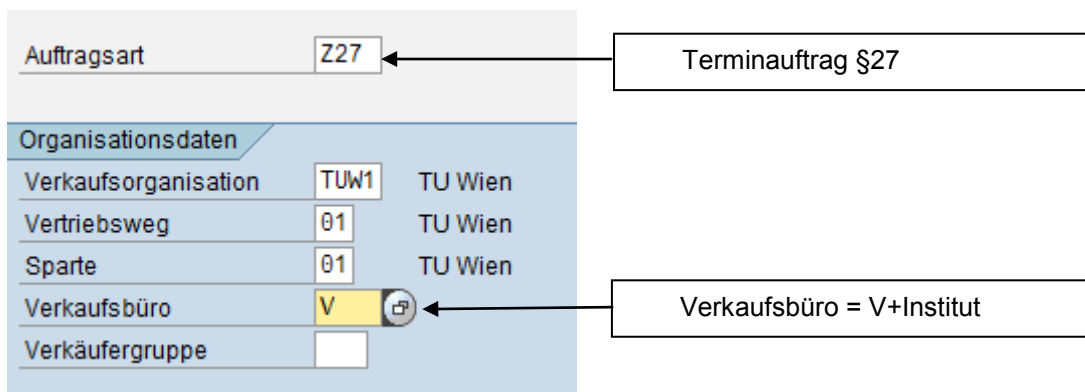 Auftragsart Z27 Terminauftrag §27
Organisationsdaten
Verkaufsorganisation TUW1 TU Wien
Vertriebsweg 01 TU Wien
Sparte 01 TU Wien
Verkaufsbüro V Verkaufsbüro = V+Institut
Verkäufergruppe